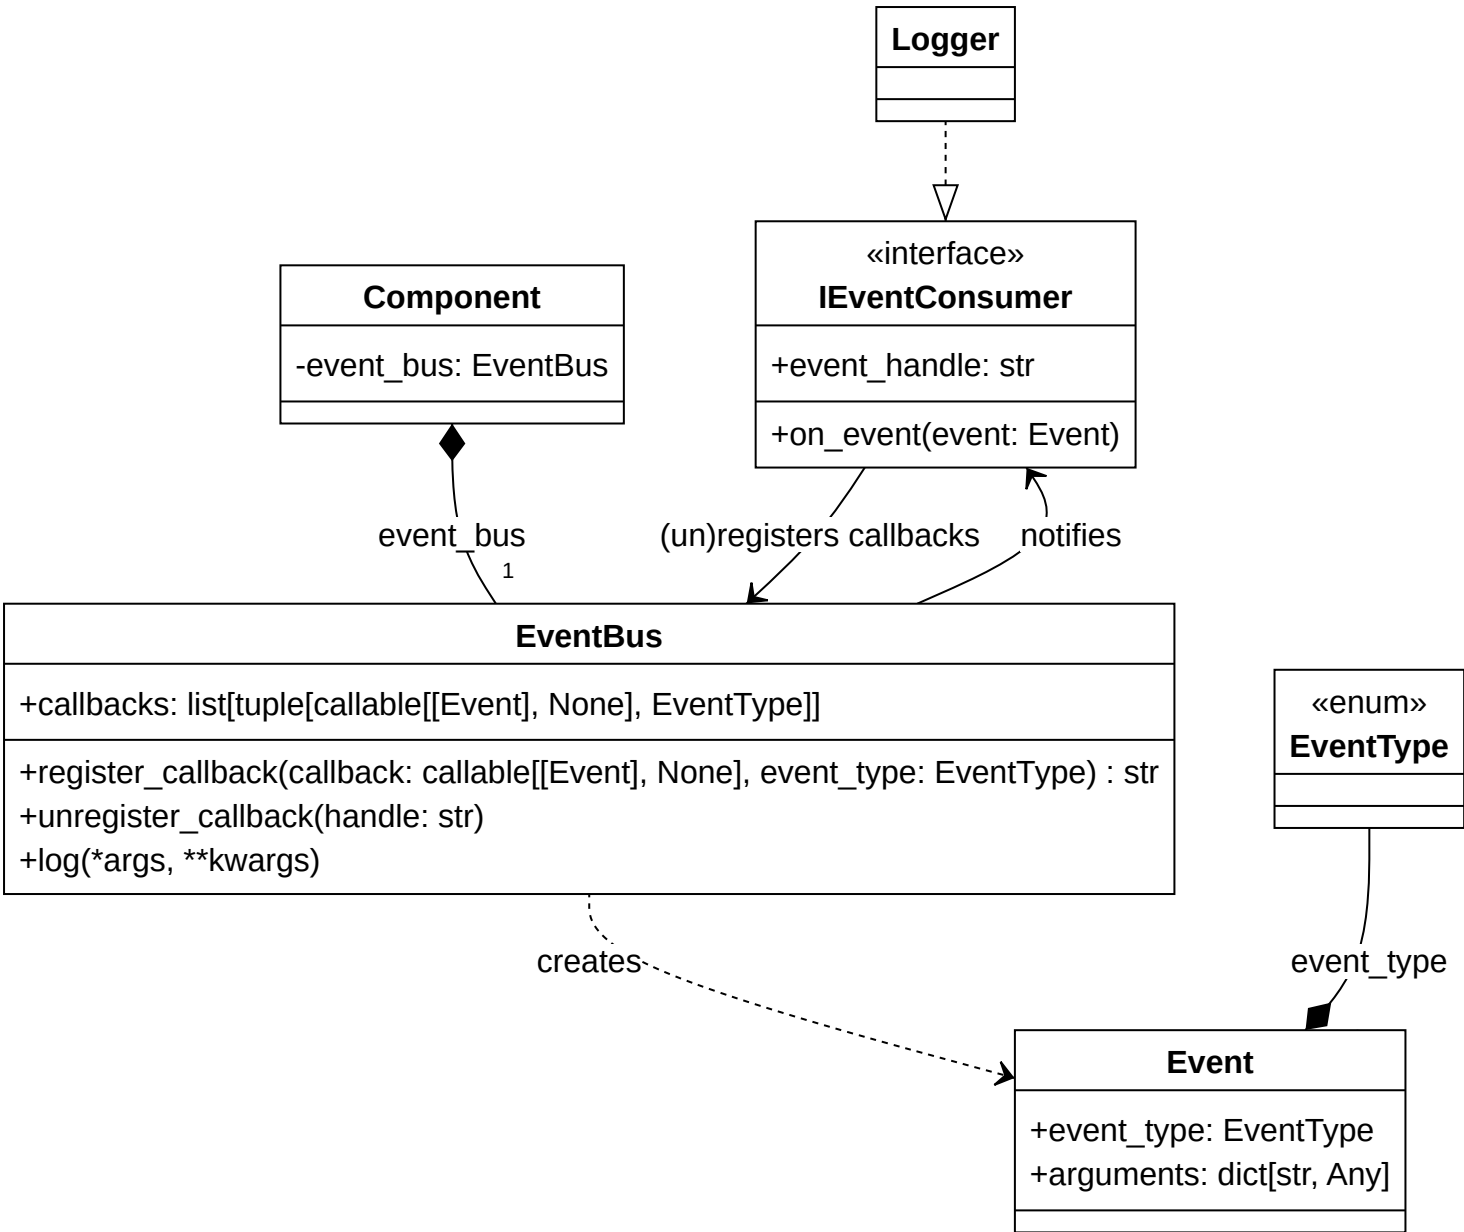 Logger
«interface»
IEventConsumer
+event_handle: str
+on_event(event: Event)
Component
-event_bus: EventBus
event_bus
1
(un)registers callbacks
notifies
EventBus
+callbacks: list[tuple[callable[[Event], None], EventType]]
+register_callback(callback: callable[[Event], None], event_type: EventType) : str
+unregister_callback(handle: str)
+log(*args, **kwargs)
«enum»
EventType
creates
event_type
Event
+event_type: EventType
+arguments: dict[str, Any]